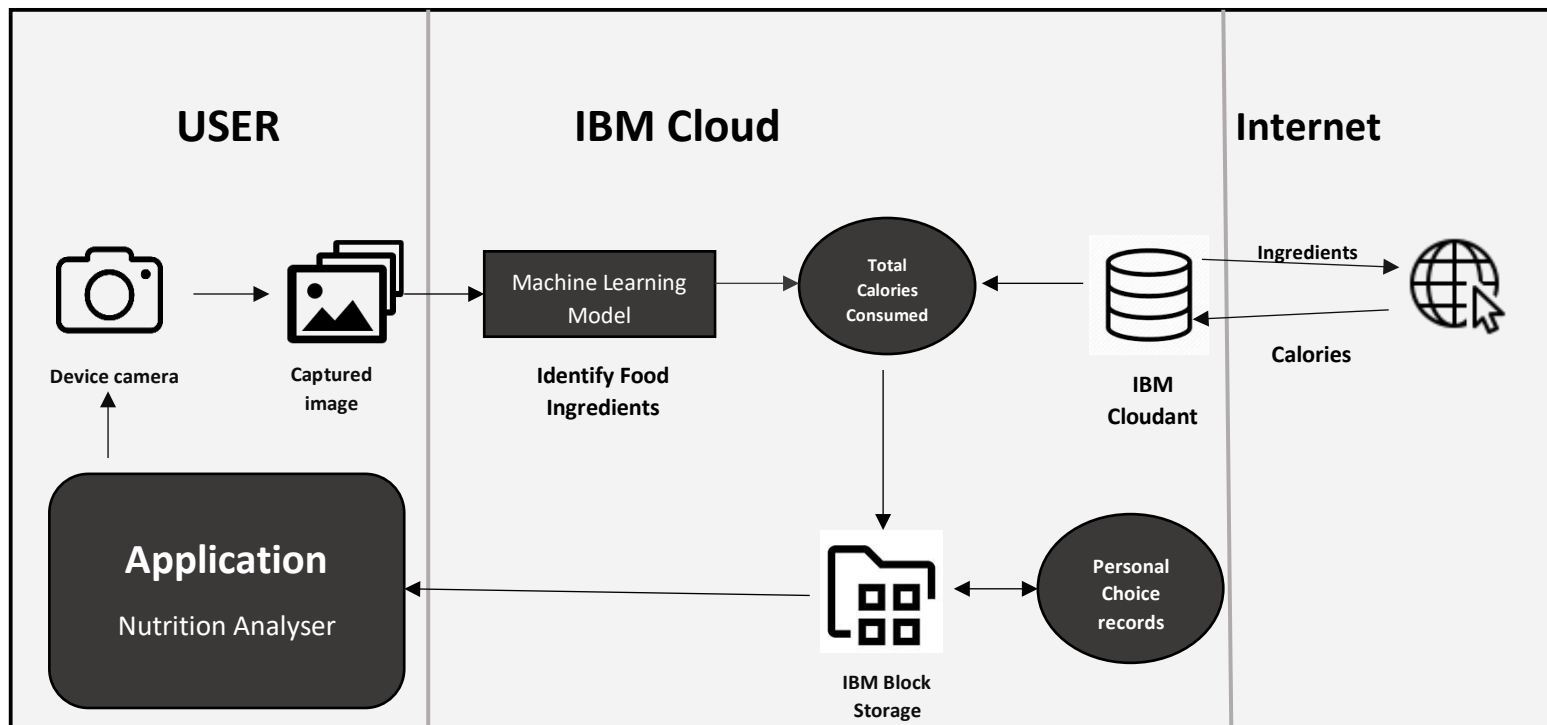 USER
IBM Cloud
Internet
Device camera
Captured
image
Machine Learning
Model
Identify Food
Ingredients
Total
Calories
Consumed
IBM
Cloudant
Ingredients
Calories
Application
Nutrition Analyser
IBM Block
Storage
Personal
Choice
records